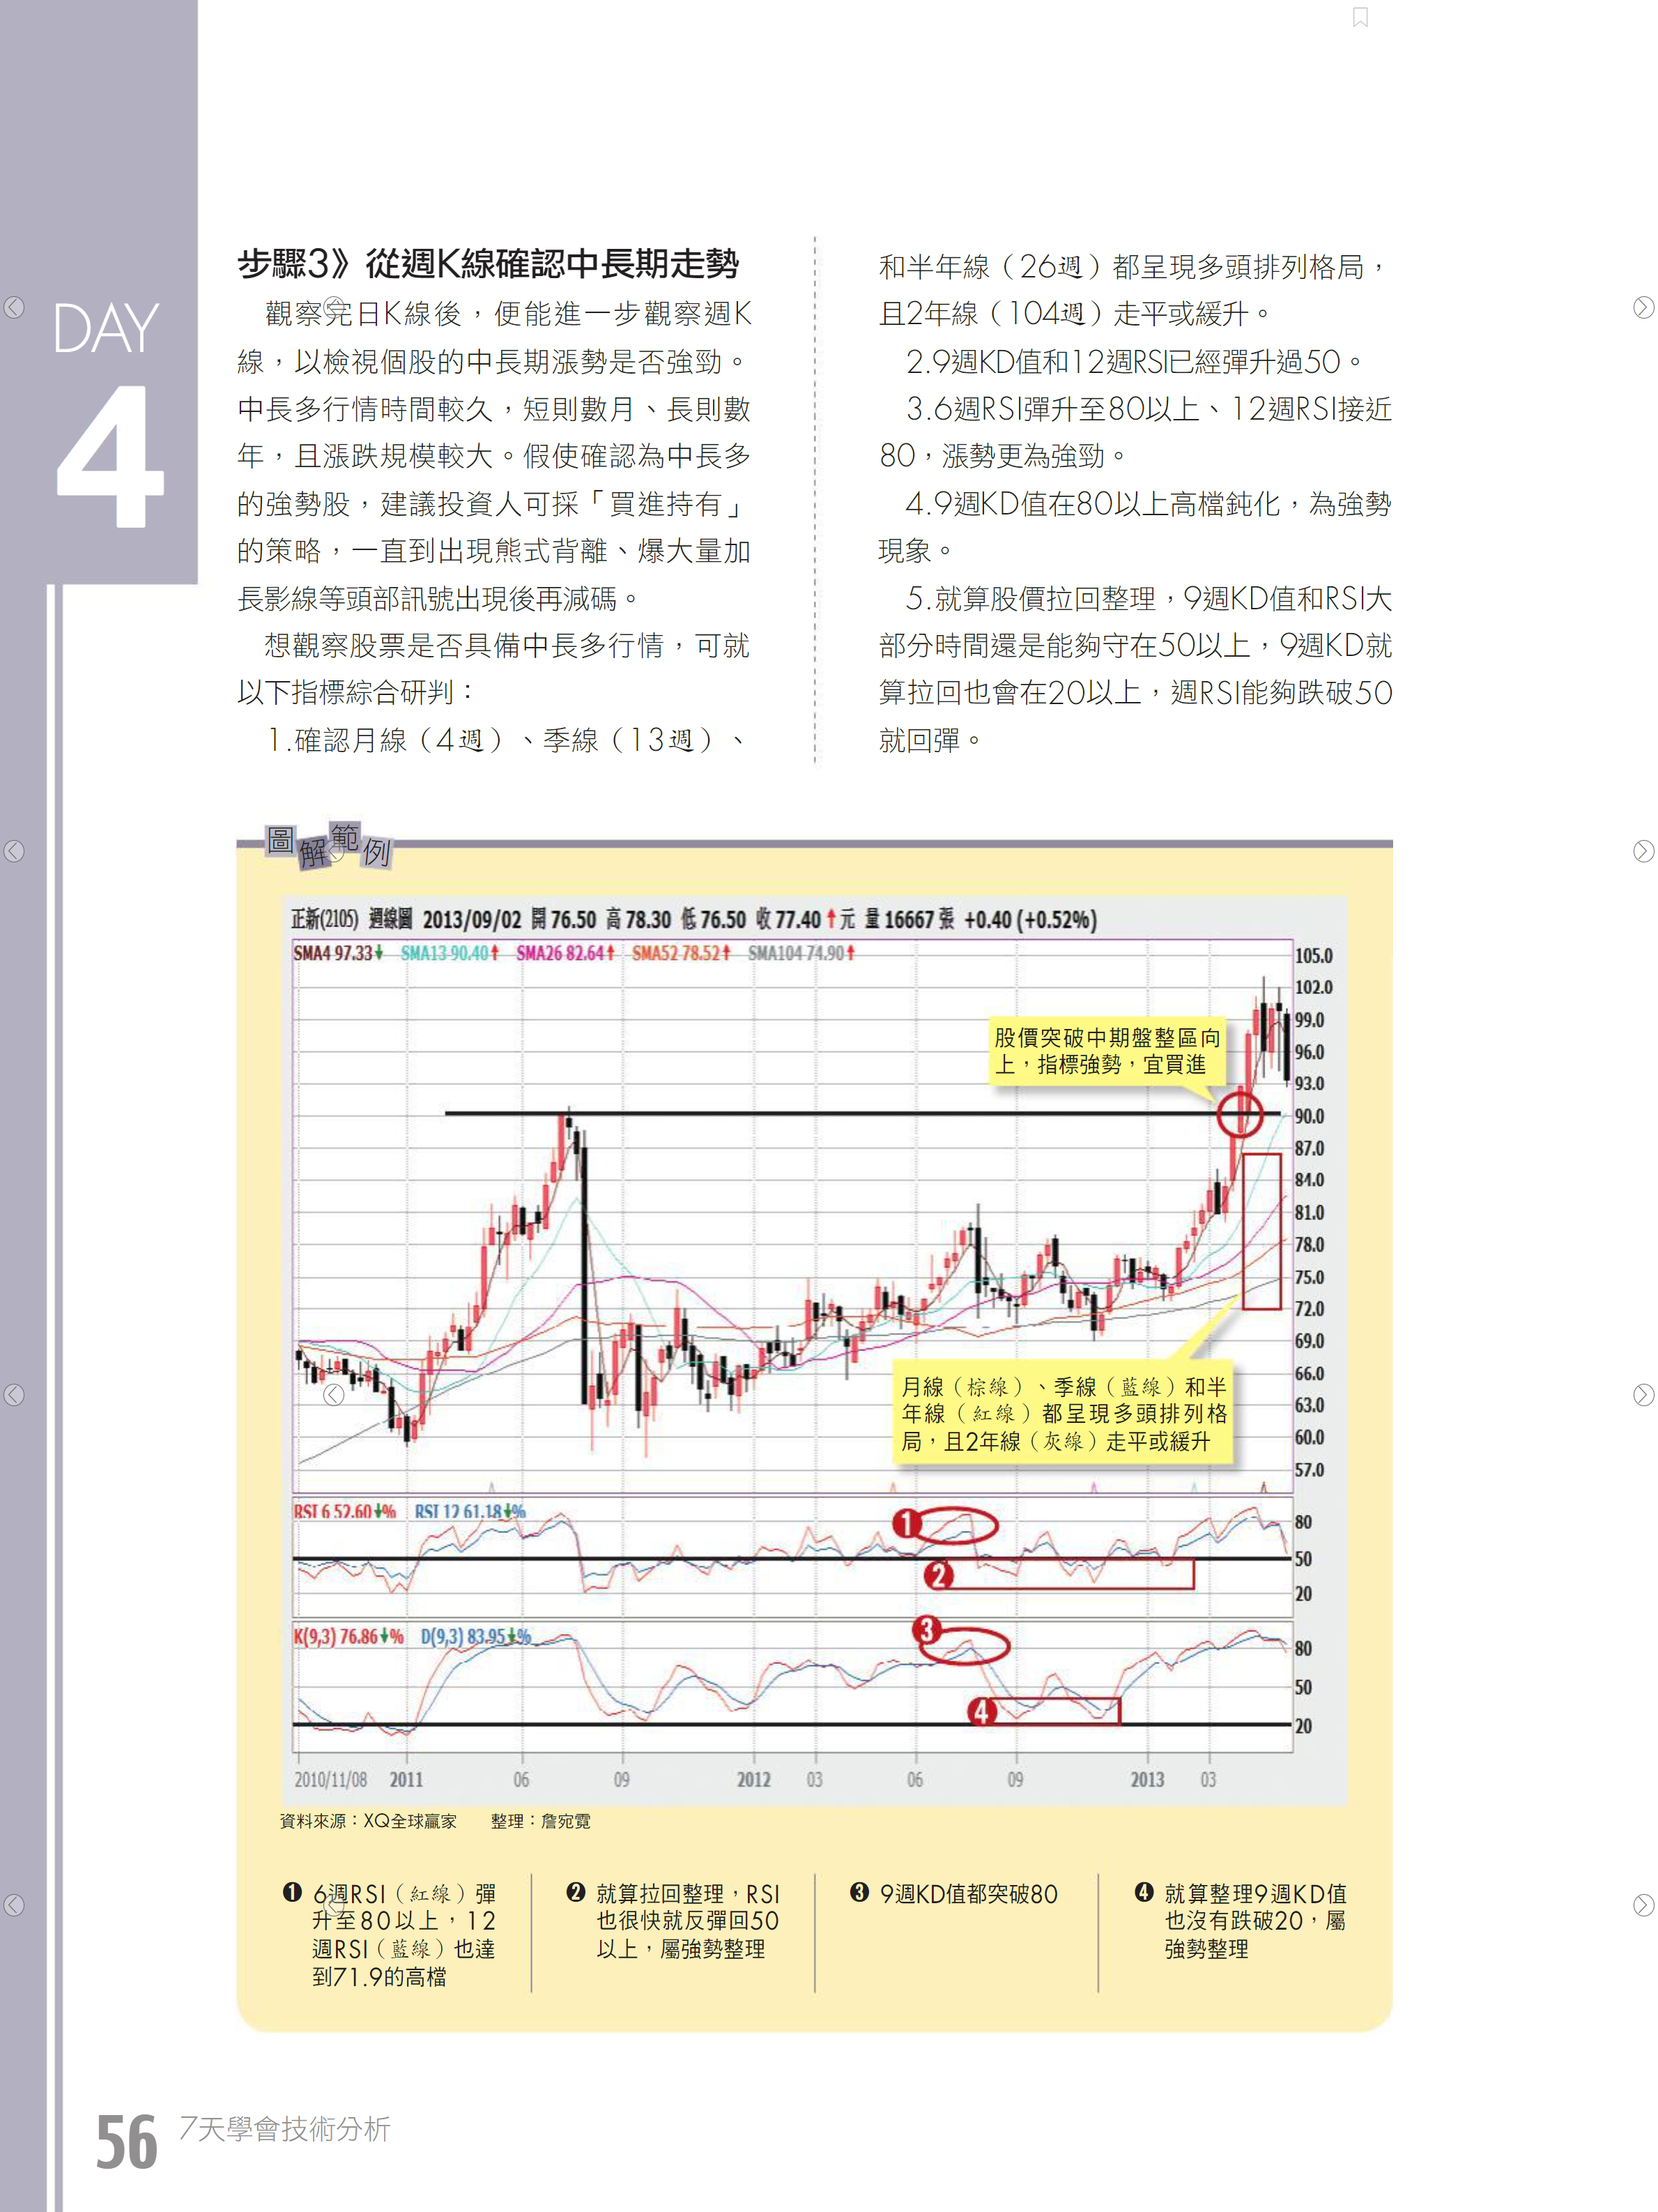 DAY
4
步驟3》從週K線確認中長期走勢
觀察完日K線後，便能進一步觀察週K
線，以檢視個股的中長期漲勢是否強勁。
中長多行情時間較久，短則數月、長則數
年，且漲跌規模較大。假使確認為中長多
的強勢股，建議投資人可採「買進持有」
的策略，一直到出現熊式背離、爆大量加
長影線等頭部訊號出現後再減碼。
想觀察股票是否具備中長多行情，可就
以下指標綜合研判：
1.確認月線（4週）、季線（13週）、
和半年線（26週）都呈現多頭排列格局，
且2年線（104週）走平或緩升。
2.9週KD值和12週RSI已經彈升過50。
3.6週RSI彈升至80以上、12週RSI接近
80，漲勢更為強勁。
4.9週KD值在80以上高檔鈍化，為強勢
現象。
5.就算股價拉回整理，9週KD值和RSI大
部分時間還是能夠守在50以上，9週KD就
算拉回也會在20以上，週RSI能夠跌破50
就回彈。
圖解範例
正新(2105) 週線圖 2013/09/02 開 76.50 高 78.30 低 76.50 收 77.40↑元 量 16667 張 +0.40 (+0.52%)
SMA4 97.33↓ SMA13 90.40↑ SMA26 82.64↑ SMA52 78.52↑ SMA104 74.90↑
105.0
102.0
99.0
96.0
93.0
90.0
87.0
84.0
81.0
78.0
75.0
72.0
69.0
66.0
63.0
60.0
57.0
股價突破中期盤整區向
上，指標強勢，宜買進
月線（棕線）、季線（藍線）和半
年線（紅線）都呈現多頭排列格
局，且2年線（灰線）走平或緩升
RSI 6 52.60↓% RSI 12 61.18↓%
80
50
20
❶
❷
K(9,3) 76.86↓% D(9,3) 83.95↓%
80
50
20
❸
❹
2010/11/08 2011 06 09 2012 03 06 09 2013 03
資料來源：XQ全球贏家 整理：詹宛霓
❶ 6週RSI（紅線）彈
升至80以上，12
週RSI（藍線）也達
到71.9的高檔
❷ 就算拉回整理，RSI
也很快就反彈回50
以上，屬強勢整理
❸ 9週KD值都突破80
❹ 就算整理9週KD值
也沒有跌破20，屬
強勢整理
56 7天學會技術分析